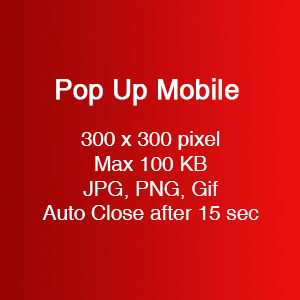 Pop Up Mobile
300 x 300 pixel
Max 100 KB
JPG, PNG, Gif
Auto Close after 15 sec